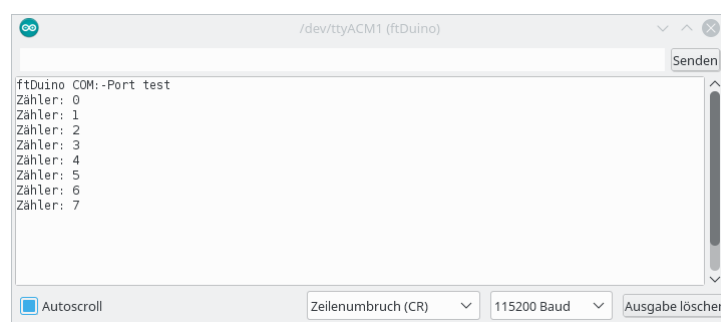 /dev/ttyACM1 (ftDuino)
Senden
ftDuino COM:-Port test
Zähler: 0
Zähler: 1
Zähler: 2
Zähler: 3
Zähler: 4
Zähler: 5
Zähler: 6
Zähler: 7
Autoscroll
Zeilenumbruch (CR)
115200 Baud
Ausgabe lösche